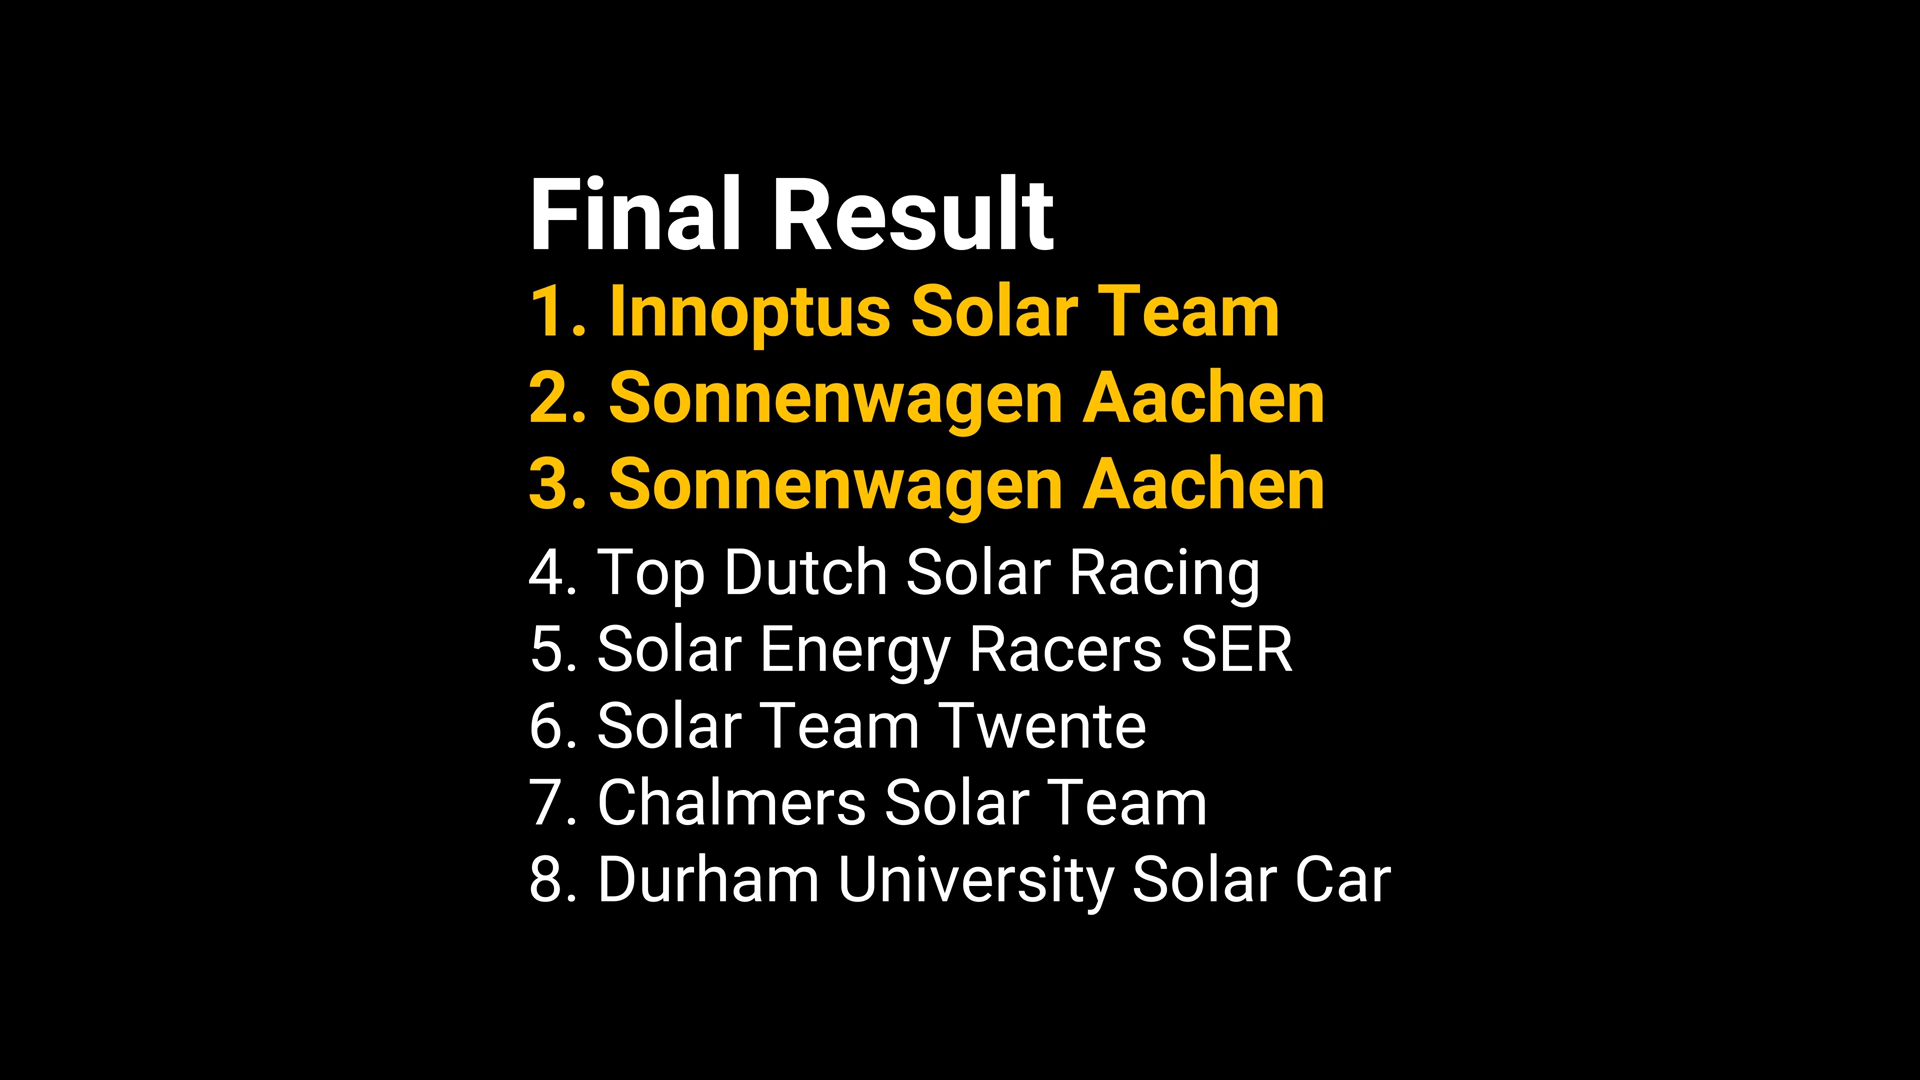 Final Result
1. Innoptus Solar Team
2. Sonnenwagen Aachen
3. Sonnenwagen Aachen
4. Top Dutch Solar Racing
5. Solar Energy Racers SER
6. Solar Team Twente
7. Chalmers Solar Team
8. Durham University Solar Car